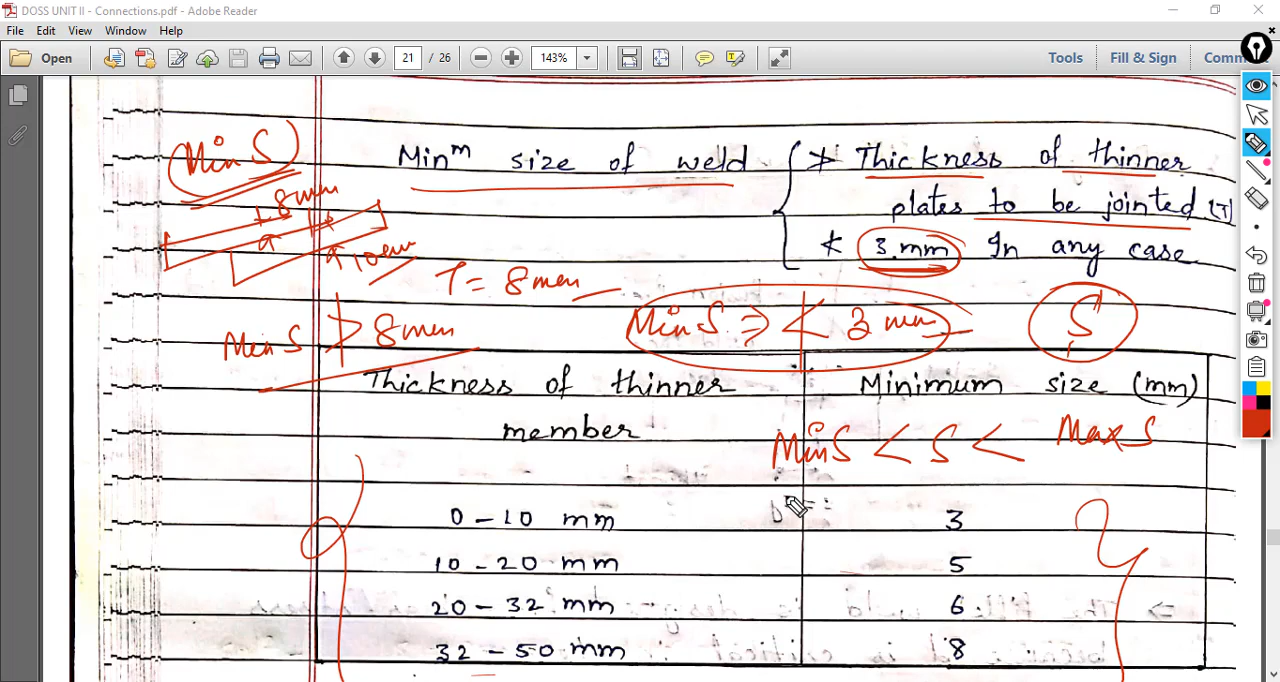 DOSS UNIT II - Connections.pdf - Adobe Reader
File Edit View Window Help
Open 21 / 26 143% Tools Fill & Sign Comm
Min S
Minᵐ size of weld
⊁ Thickness of thinner
plates to be jointed (T)
⊀ 3 mm In any case
8mm
10mm
T = 8mm
Min S ≯ 8mm
Min S ≥ ≮ 3 mm
S
Thickness of thinner member
Minimum size (mm)
Min S < S < Max S
0 - 10 mm 3
10 - 20 mm 5
20 - 32 mm 6
32 - 50 mm 8